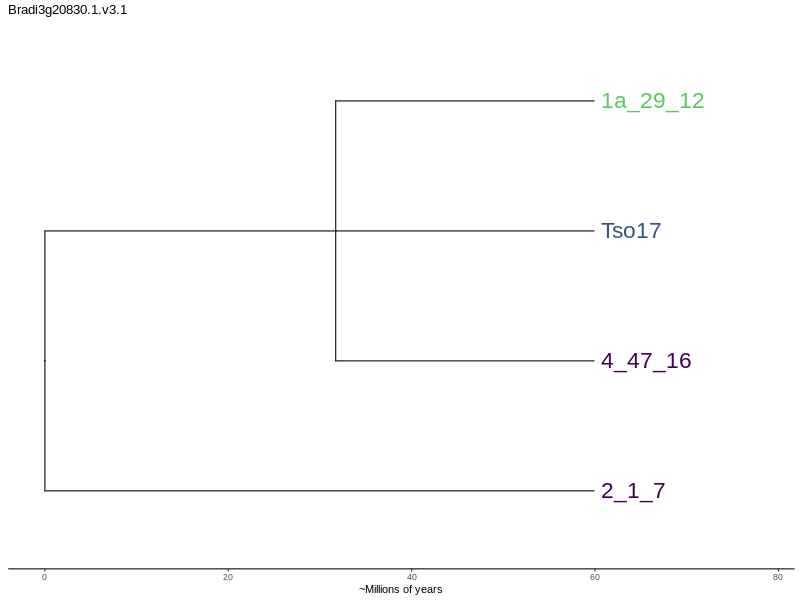 Bradi3g20830.1.v3.1
1a_29_12
Tso17
4_47_16
2_1_7
0 20 40 60 80
~Millions of years